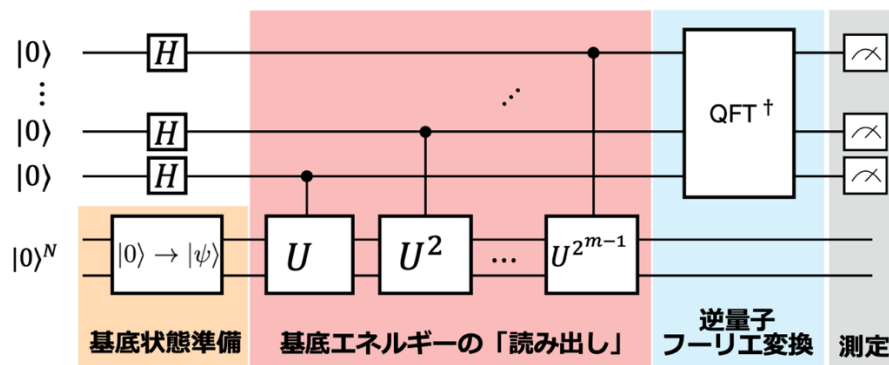 |0⟩ H
⋮ ⋰
|0⟩ H QFT †
|0⟩ H
|0⟩ᴺ |0⟩ → |ψ⟩ U U² ... U^{2^{m-1}}
基底状態準備 基底エネルギーの「読み出し」 逆量子
フーリエ変換 測定